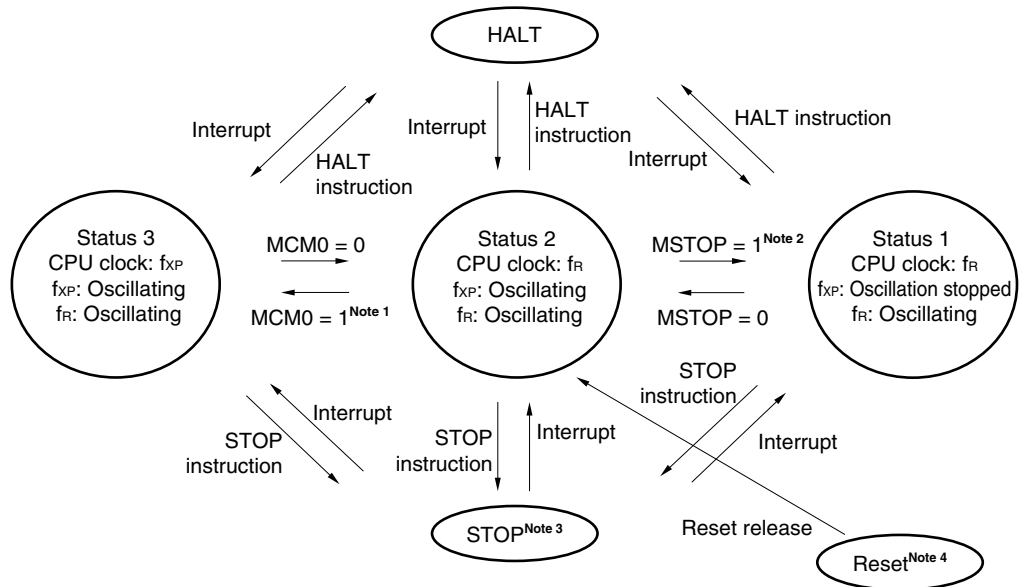 HALT
Interrupt
HALT
instruction
Interrupt
HALT
instruction
HALT instruction
Interrupt
Status 3
CPU clock: fXP
fXP: Oscillating
fR: Oscillating
MCM0 = 0
MCM0 = 1Note 1
Status 2
CPU clock: fR
fXP: Oscillating
fR: Oscillating
MSTOP = 1Note 2
MSTOP = 0
Status 1
CPU clock: fR
fXP: Oscillation stopped
fR: Oscillating
STOP
instruction
Interrupt
STOP
instruction
Interrupt
STOP
instruction
Interrupt
STOPNote 3
Reset release
ResetNote 4